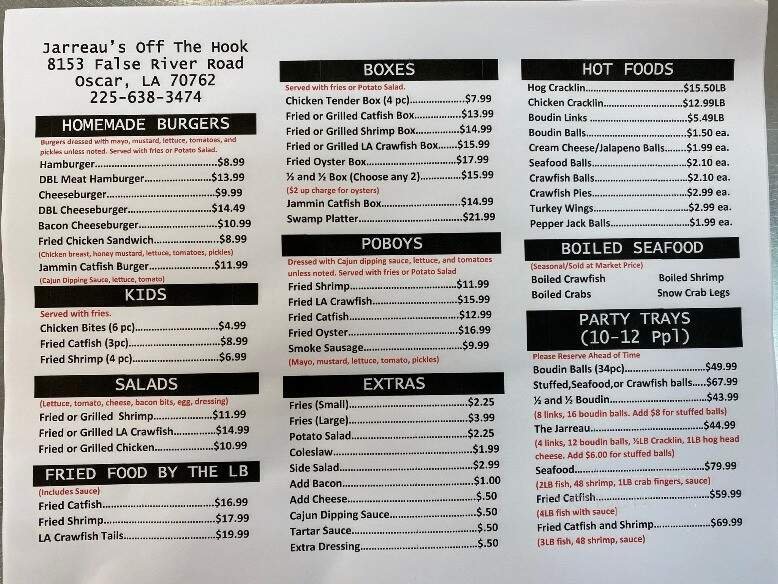 Jarreau's Off The Hook
8153 False River Road
Oscar, LA 70762
225-638-3474
HOMEMADE BURGERS
Burgers dressed with mayo, mustard, lettuce, tomatoes, and
pickles unless noted. Served with fries or Potato Salad.
Hamburger...$8.99
DBL Meat Hamburger...$13.99
Cheeseburger...$9.99
DBL Cheeseburger...$14.49
Bacon Cheeseburger...$10.99
Fried Chicken Sandwich...$8.99
(Chicken breast, honey mustard, lettuce, tomatoes, pickles)
Jammin Catfish Burger...$11.99
(Cajun Dipping Sauce, lettuce, tomato)
KIDS
Served with fries.
Chicken Bites (6 pc)...$4.99
Fried Catfish (3pc)...$8.99
Fried Shrimp (4 pc)...$6.99
SALADS
(Lettuce, tomato, cheese, bacon bits, egg, dressing)
Fried or Grilled Shrimp...$11.99
Fried or Grilled LA Crawfish...$14.99
Fried or Grilled Chicken...$10.99
FRIED FOOD BY THE LB
(Includes Sauce)
Fried Catfish...$16.99
Fried Shrimp...$17.99
LA Crawfish Tails...$19.99
BOXES
Served with fries or Potato Salad.
Chicken Tender Box (4 pc)...$7.99
Fried or Grilled Catfish Box...$13.99
Fried or Grilled Shrimp Box...$14.99
Fried or Grilled LA Crawfish Box...$15.99
Fried Oyster Box...$17.99
½ and ½ Box (Choose any 2)...$15.99
($2 up charge for oysters)
Jammin Catfish Box...$14.99
Swamp Platter...$21.99
POBOYS
Dressed with Cajun dipping sauce, lettuce, and tomatoes
unless noted. Served with fries or Potato Salad
Fried Shrimp...$11.99
Fried LA Crawfish...$15.99
Fried Catfish...$12.99
Fried Oyster...$16.99
Smoke Sausage...$9.99
(Mayo, mustard, lettuce, tomato, pickles)
EXTRAS
Fries (Small)...$2.25
Fries (Large)...$3.99
Potato Salad...$2.25
Coleslaw...$1.99
Side Salad...$2.99
Add Bacon...$1.00
Add Cheese...$.50
Cajun Dipping Sauce...$.50
Tartar Sauce...$.50
Extra Dressing...$.50
HOT FOODS
Hog Cracklin...$15.50LB
Chicken Cracklin...$12.99LB
Boudin Links...$5.49LB
Boudin Balls...$1.50 ea.
Cream Cheese/Jalapeno Balls...$1.99 ea.
Seafood Balls...$2.10 ea.
Crawfish Balls...$2.10 ea.
Crawfish Pies...$2.99 ea.
Turkey Wings...$2.99 ea.
Pepper Jack Balls...$1.99 ea.
BOILED SEAFOOD
(Seasonal/Sold at Market Price)
Boiled Crawfish Boiled Shrimp
Boiled Crabs Snow Crab Legs
PARTY TRAYS
(10-12 Ppl)
Please Reserve Ahead of Time
Boudin Balls (34pc)...$49.99
Stuffed,Seafood,or Crawfish balls...$67.99
½ and ½ Boudin...$43.99
(8 links, 16 boudin balls. Add $8 for stuffed balls)
The Jarreau...$44.99
(4 links, 12 boudin balls, ½LB Cracklin, 1LB hog head
cheese. Add $6.00 for stuffed balls)
Seafood...$79.99
(2LB fish, 48 shrimp, 1LB crab fingers, sauce)
Fried Catfish...$59.99
(4LB fish with sauce)
Fried Catfish and Shrimp...$69.99
(3LB fish, 48 shrimp, sauce)